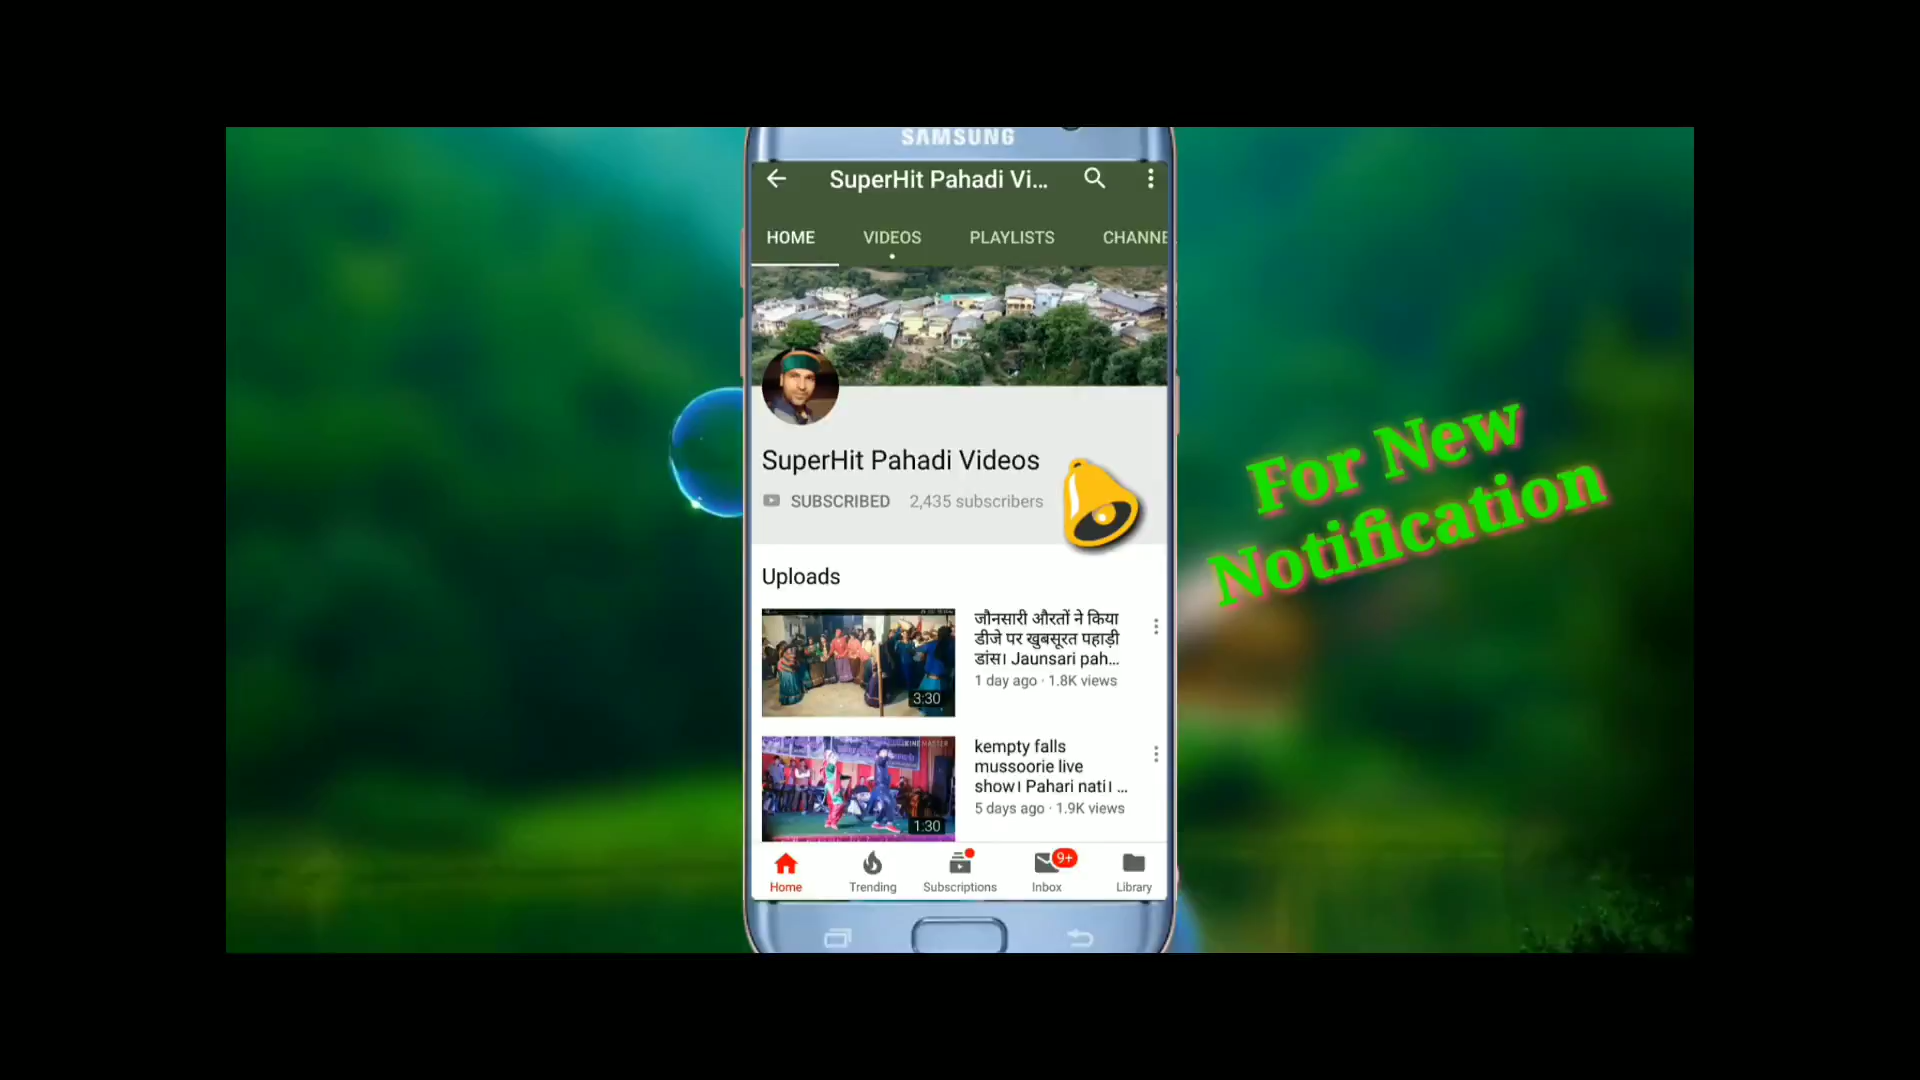 SAMSUNG
SuperHit Pahadi Vi...
HOME VIDEOS PLAYLISTS CHANNE
SuperHit Pahadi Videos
SUBSCRIBED 2,435 subscribers
For New
Notification
Uploads
जौनसारी औरतों ने किया
डीजे पर खुबसूरत पहाड़ी
डांस। Jaunsari pah...
1 day ago · 1.8K views
3:30
kempty falls
mussoorie live
show। Pahari nati। ...
5 days ago · 1.9K views
KINEMASTER
1:30
9+
Home Trending Subscriptions Inbox Library